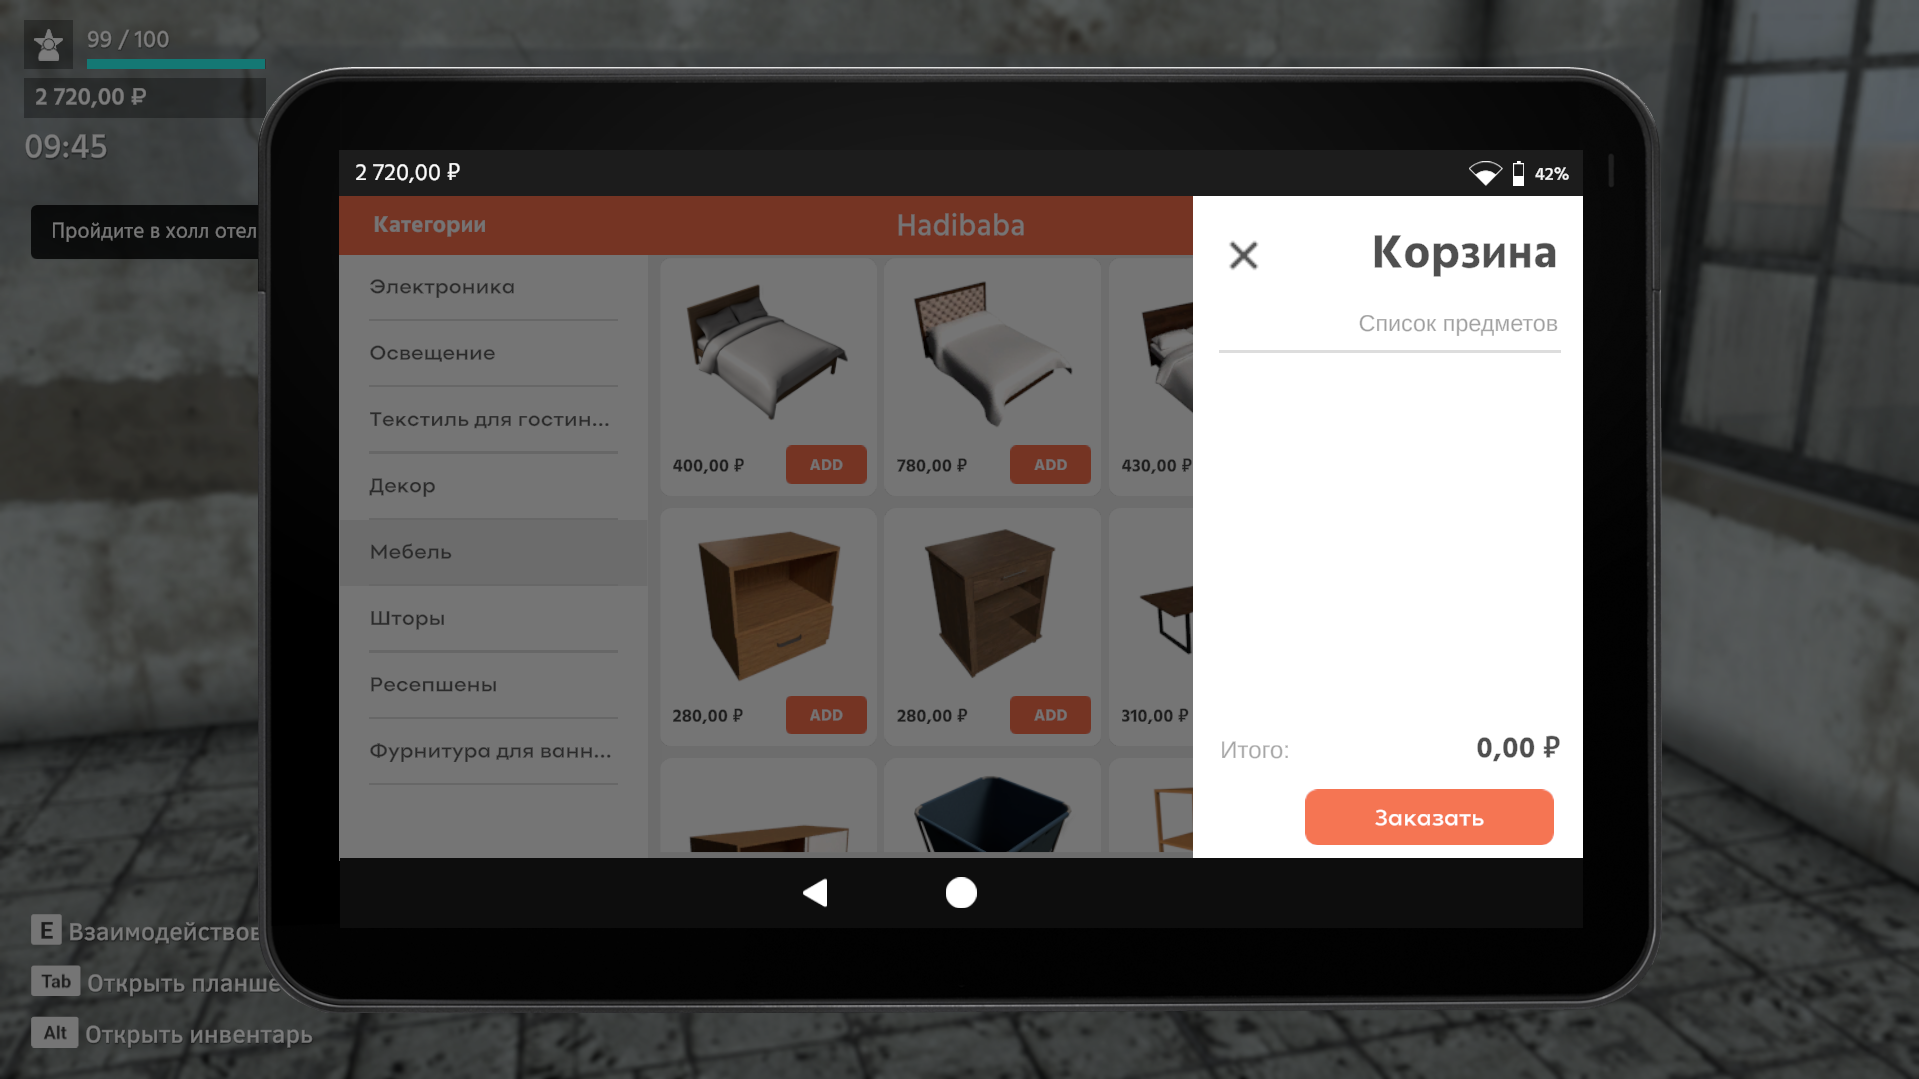 99 / 100
2 720,00 ₽
09:45
Пройдите в холл отел
2 720,00 ₽
42%
Категории
Hadibaba
Электроника
Освещение
Текстиль для гостин...
Декор
Мебель
Шторы
Ресепшены
Фурнитура для ванн...
400,00 ₽
ADD
780,00 ₽
ADD
430,00 ₽
280,00 ₽
ADD
280,00 ₽
ADD
310,00 ₽
Корзина
Список предметов
Итого:
0,00 ₽
Заказать
E Взаимодейство
Tab Открыть планше
Alt Открыть инвентарь